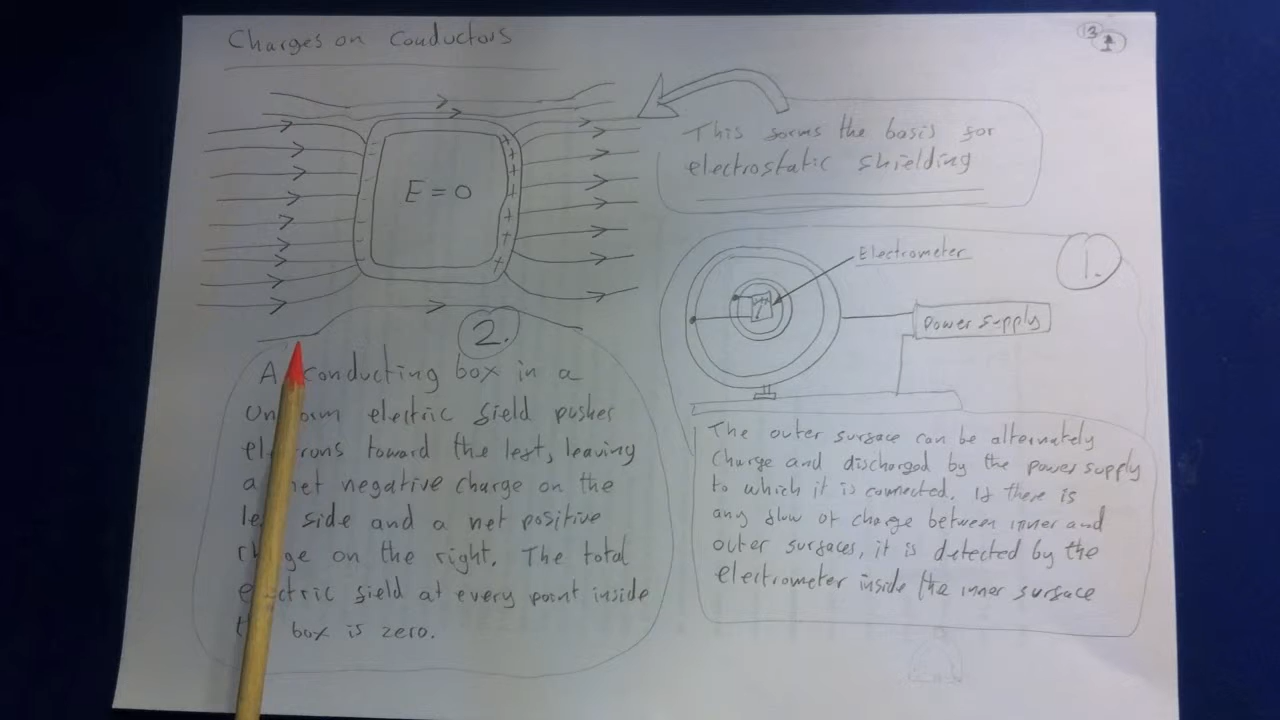 Charges on Conductors
13
1
E = 0
This forms the basis for
electrostatic shielding
1.
Electrometer
Power supply
The outer surface can be alternately
charge and discharged by the power supply
to which it is connected. If there is
any flow of charge between inner and
outer surfaces, it is detected by the
electrometer inside the inner surface
2.
A conducting box in a
electric field pushes
toward the left, leaving
net negative charge on the
side and a net positive
on the right. The total
field at every point inside
box is zero.